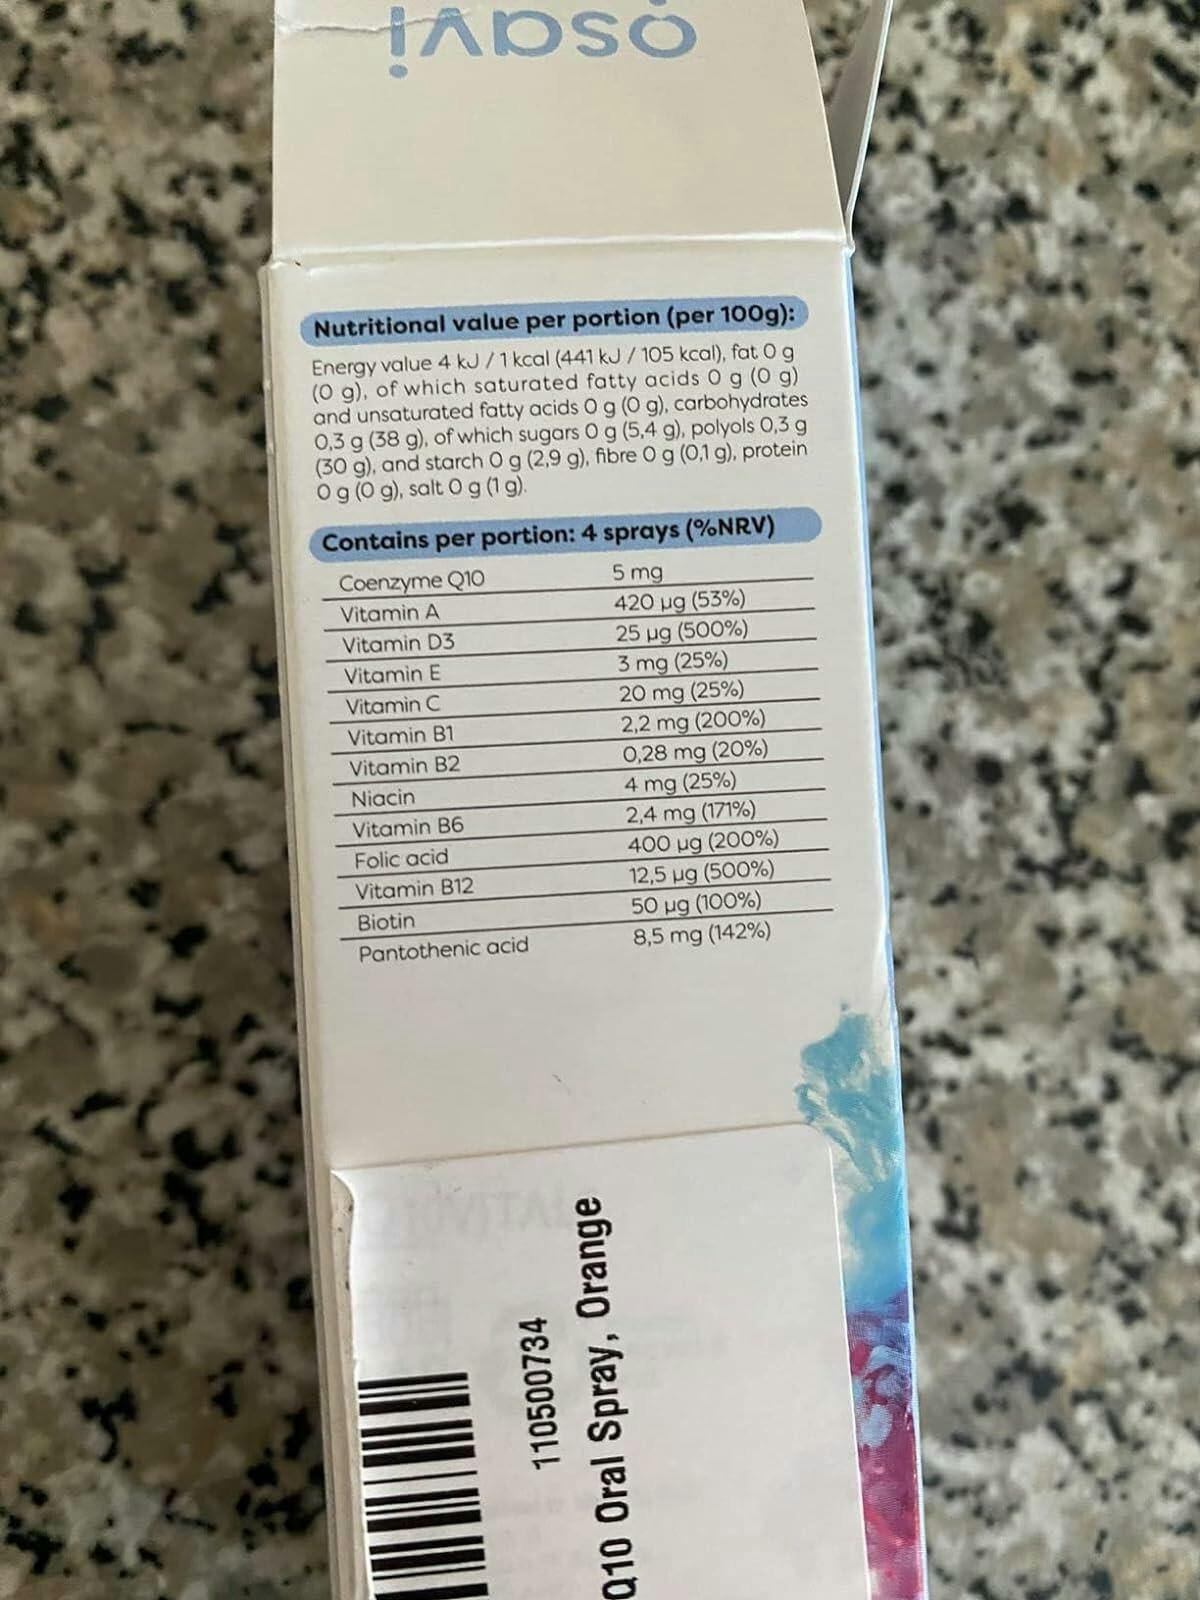 osavi
Nutritional value per portion (per 100g):
Energy value 4 kJ / 1 kcal (441 kJ / 105 kcal), fat 0 g
(0 g), of which saturated fatty acids 0 g (0 g)
and unsaturated fatty acids 0 g (0 g), carbohydrates
0,3 g (38 g), of which sugars 0 g (5,4 g), polyols 0,3 g
(30 g), and starch 0 g (2,9 g), fibre 0 g (0,1 g), protein
0 g (0 g), salt 0 g (1 g).
Contains per portion: 4 sprays (%NRV)
Coenzyme Q10 5 mg
Vitamin A 420 µg (53%)
Vitamin D3 25 µg (500%)
Vitamin E 3 mg (25%)
Vitamin C 20 mg (25%)
Vitamin B1 2,2 mg (200%)
Vitamin B2 0,28 mg (20%)
Niacin 4 mg (25%)
Vitamin B6 2,4 mg (171%)
Folic acid 400 µg (200%)
Vitamin B12 12,5 µg (500%)
Biotin 50 µg (100%)
Pantothenic acid 8,5 mg (142%)
110500734
Q10 Oral Spray, Orange